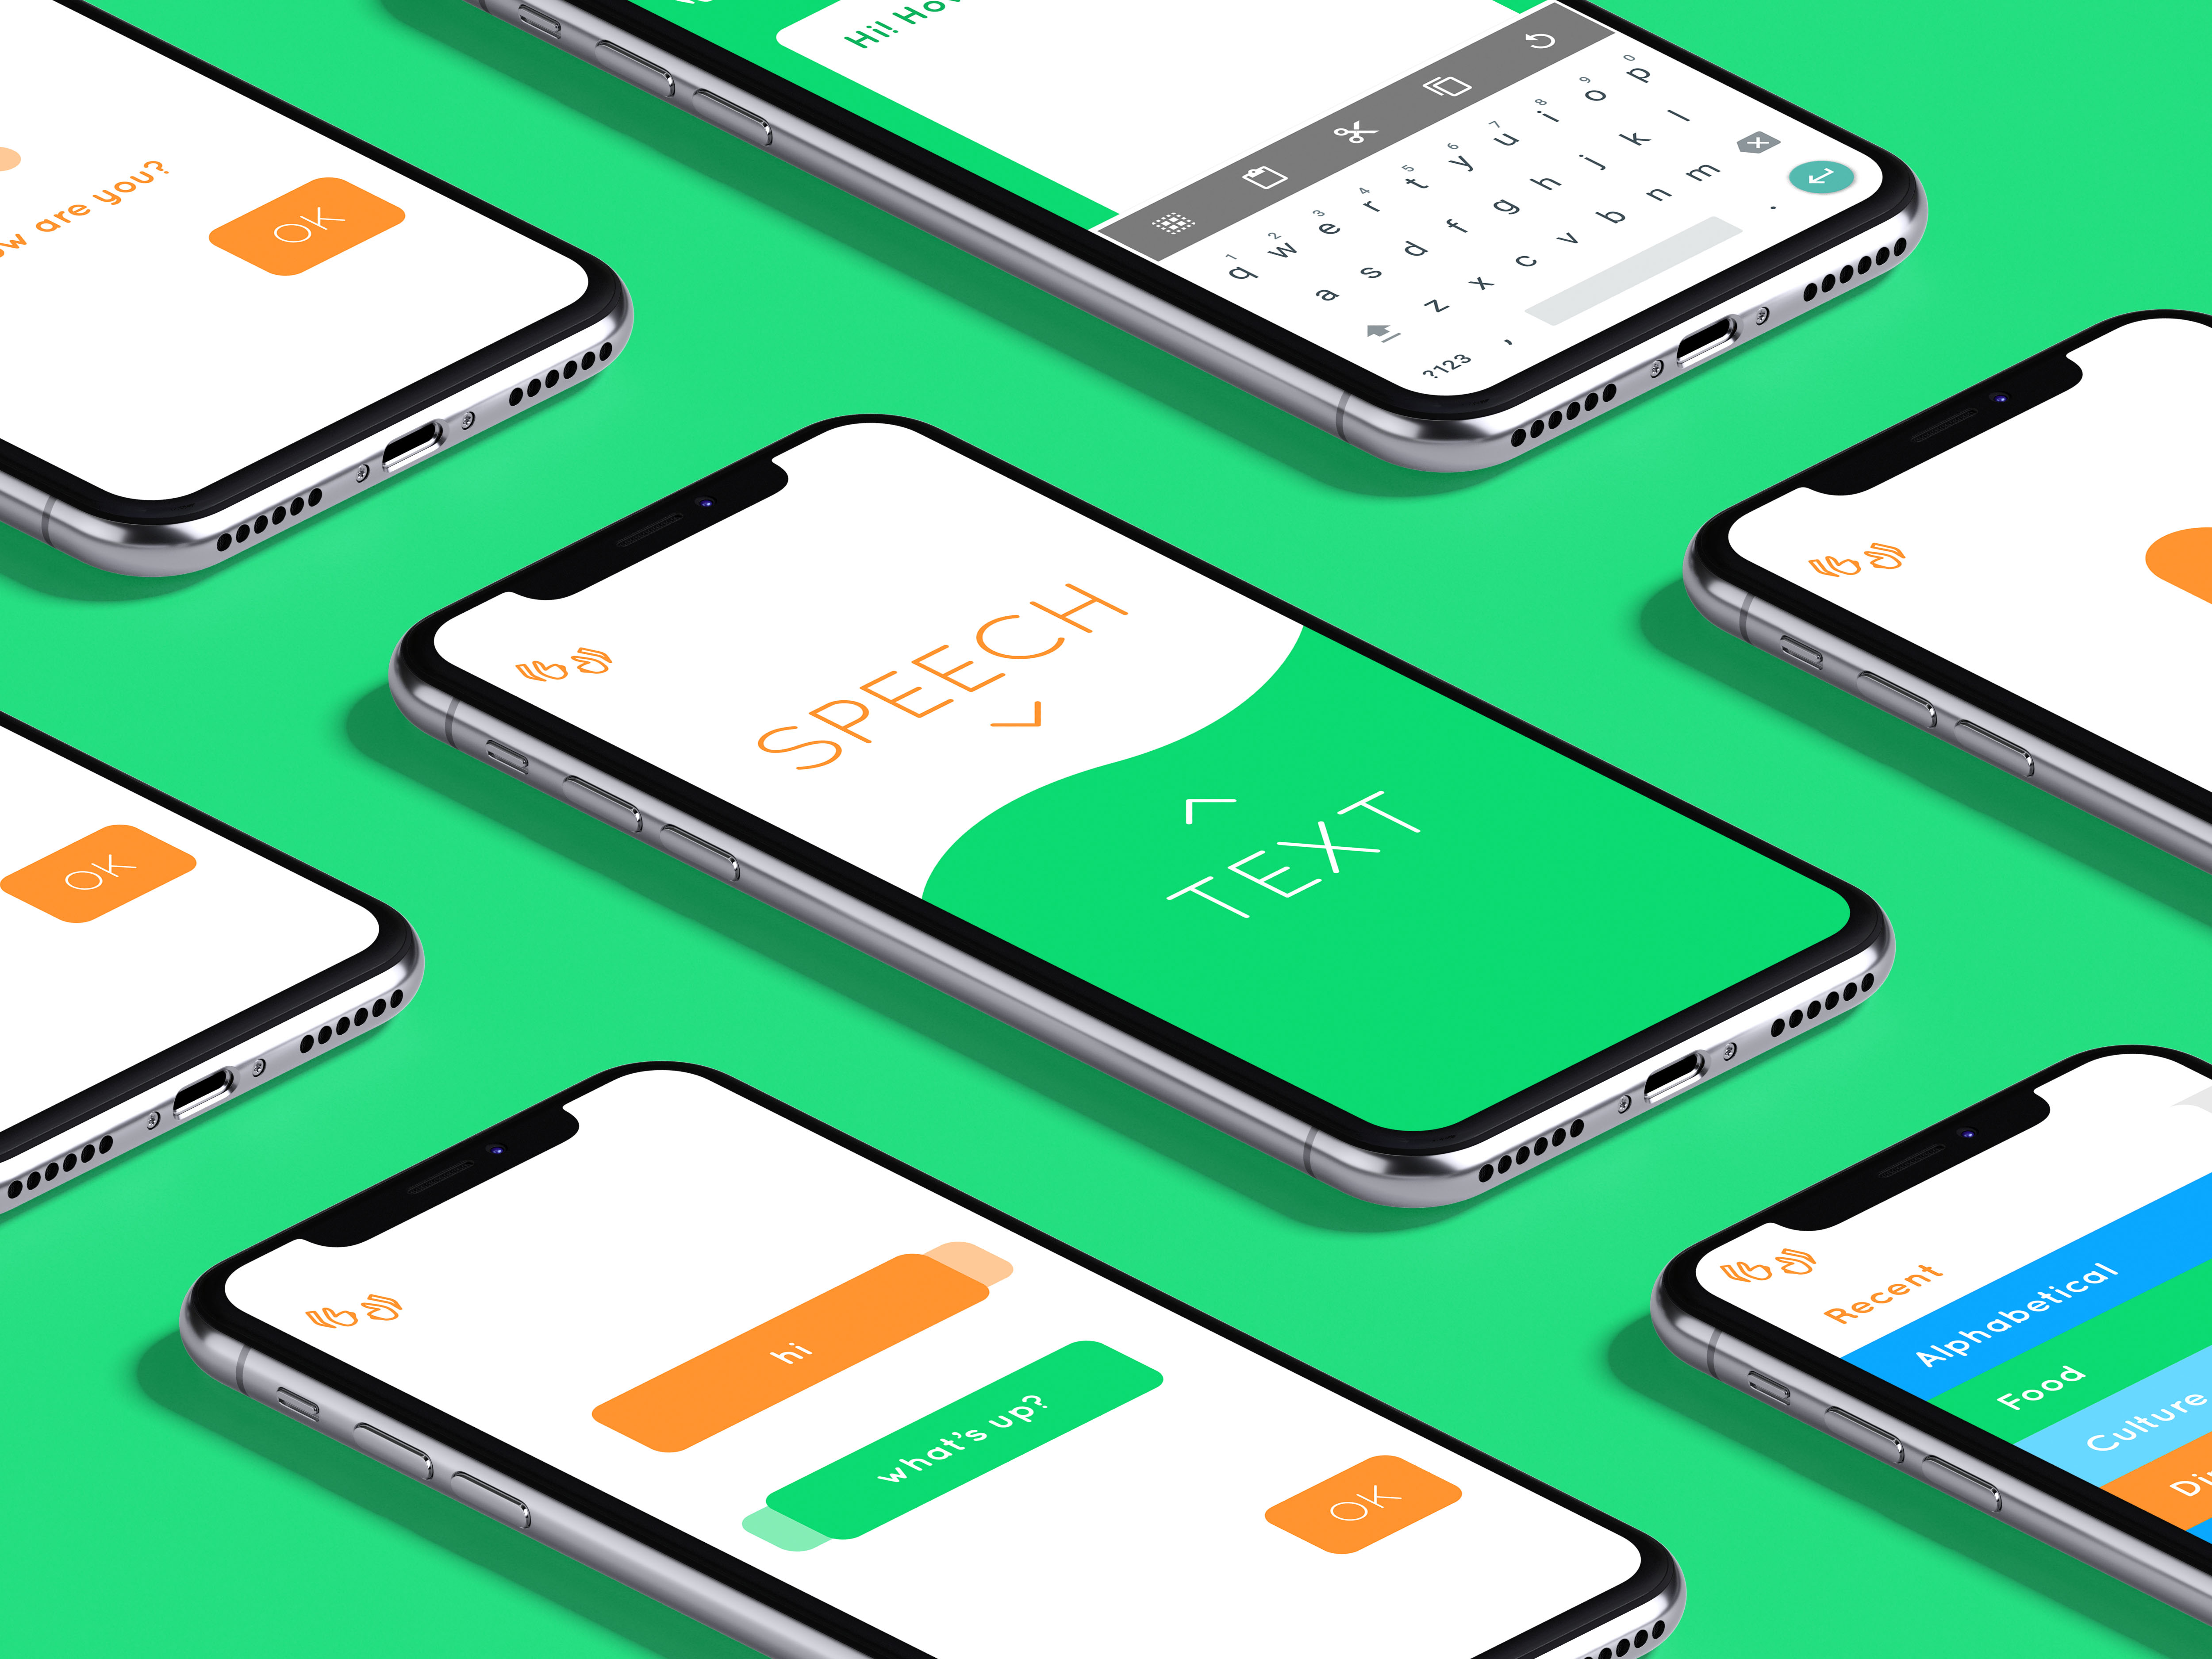 Hi! Ho
1 2 3 4 5 6 7 8 9 0
q w e r t y u i o p
a s d f g h j k l
z x c v b n m
?123 , .
are you?
OK
SPEECH
TEXT
OK
hi
what's up?
OK
Recent
Alphabetical
Food
Culture